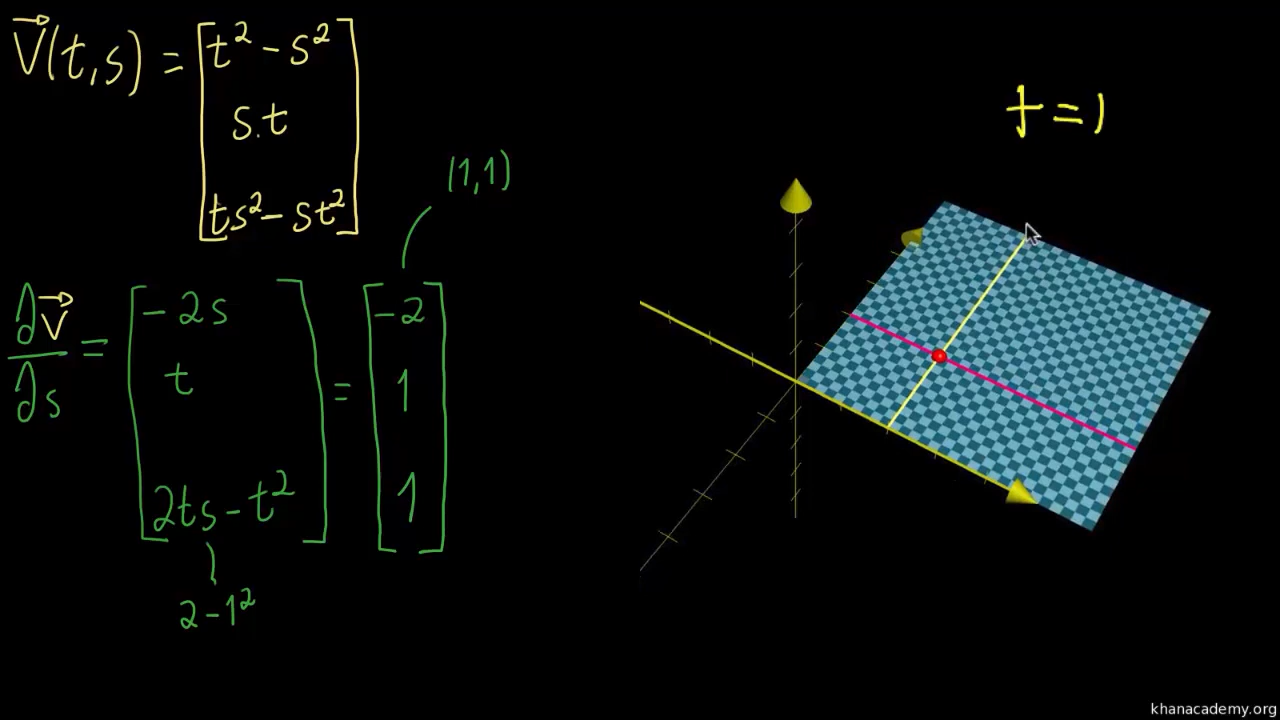 V⃗(t,s) = [t² − s²
s.t
ts² − st²]
t = 1
(1,1)
∂V⃗/∂s = [−2s
t
2ts − t²] = [−2
1
1]
2 − 1²
khanacademy.org